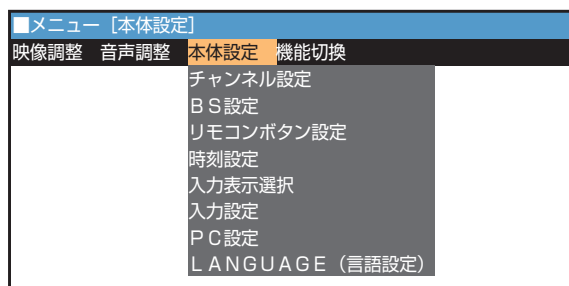 ■メニュー［本体設定］
映像調整 音声調整 本体設定 機能切換
チャンネル設定
ＢＳ設定
リモコンボタン設定
時刻設定
入力表示選択
入力設定
ＰＣ設定
ＬＡＮＧＵＡＧＥ（言語設定）